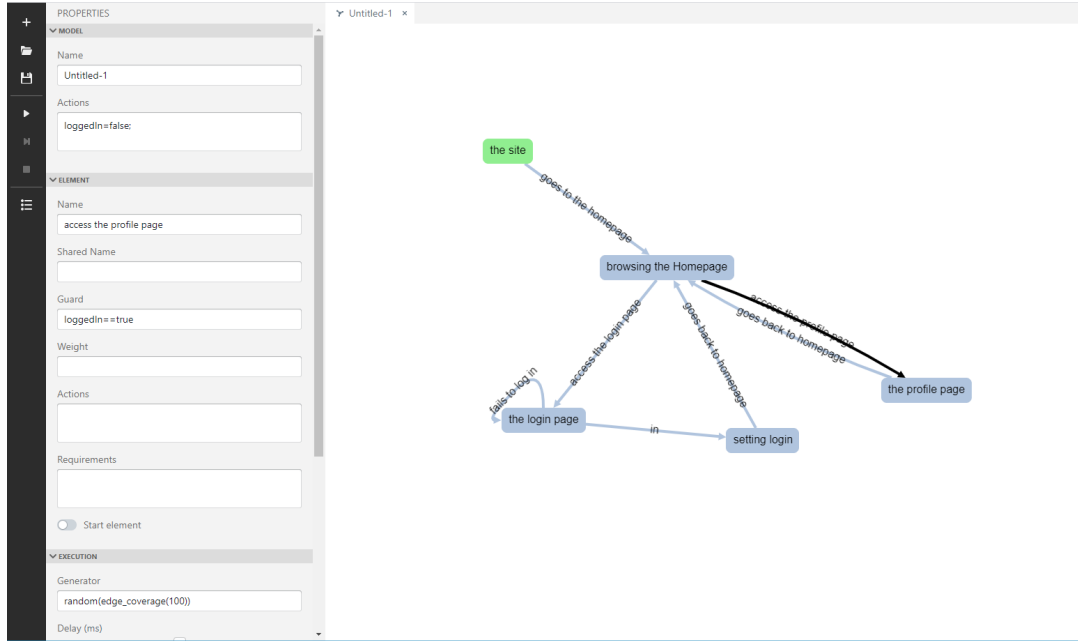 PROPERTIES
MODEL
Name
Untitled-1
Actions
loggedIn=false;
ELEMENT
Name
access the profile page
Shared Name
Guard
loggedIn==true
Weight
Actions
Requirements
Start element
EXECUTION
Generator
random(edge_coverage(100))
Delay (ms)
Untitled-1 ×
the site
goes to the homepage
browsing the Homepage
access the profile page
goes back to homepage
access the login page
goes back to homepage
the profile page
fails to log in
the login page
in
setting login